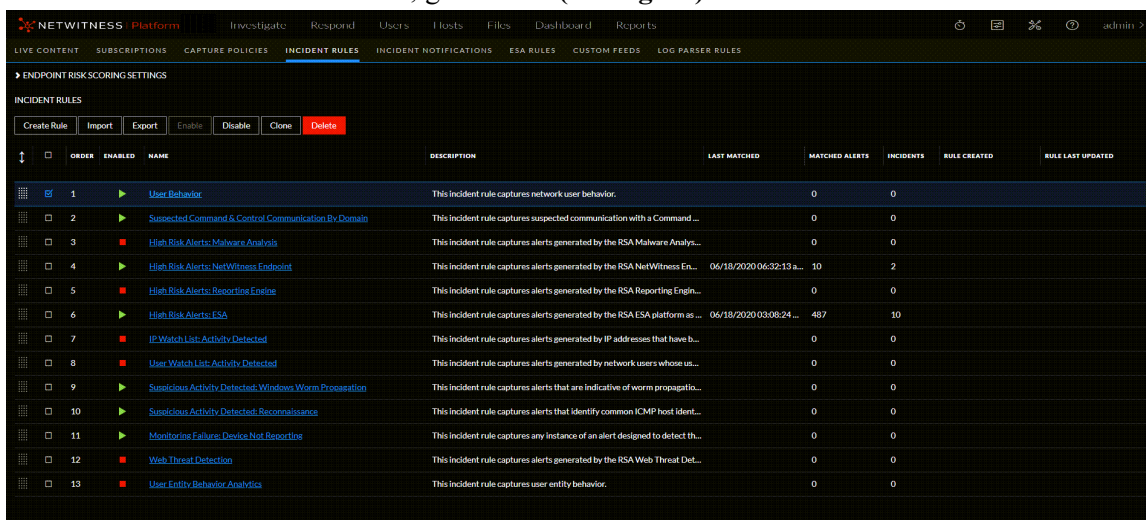 NETWITNESS Platform Investigate Respond Users Hosts Files Dashboard Reports admin >
LIVE CONTENT SUBSCRIPTIONS CAPTURE POLICIES INCIDENT RULES INCIDENT NOTIFICATIONS ESA RULES CUSTOM FEEDS LOG PARSER RULES
ENDPOINT RISK SCORING SETTINGS
INCIDENT RULES
Create Rule Import Export Enable Disable Clone Delete
ORDER ENABLED NAME DESCRIPTION LAST MATCHED MATCHED ALERTS INCIDENTS RULE CREATED RULE LAST UPDATED
1 User Behavior This incident rule captures network user behavior. 0 0
2 Suspected Command & Control Communication By Domain This incident rule captures suspected communication with a Command ... 0 0
3 High Risk Alerts: Malware Analysis This incident rule captures alerts generated by the RSA Malware Analys... 0 0
4 High Risk Alerts: NetWitness Endpoint This incident rule captures alerts generated by the RSA NetWitness En... 06/18/2020 06:32:13 a... 10 2
5 High Risk Alerts: Reporting Engine This incident rule captures alerts generated by the RSA Reporting Engin... 0 0
6 High Risk Alerts: ESA This incident rule captures alerts generated by the RSA ESA platform as ... 06/18/2020 03:08:24 ... 487 10
7 IP Watch List: Activity Detected This incident rule captures alerts generated by IP addresses that have b... 0 0
8 User Watch List: Activity Detected This incident rule captures alerts generated by network users whose us... 0 0
9 Suspicious Activity Detected: Windows Worm Propagation This incident rule captures alerts that are indicative of worm propagatio... 0 0
10 Suspicious Activity Detected: Reconnaissance This incident rule captures alerts that identify common ICMP host ident... 0 0
11 Monitoring Failure: Device Not Reporting This incident rule captures any instance of an alert designed to detect th... 0 0
12 Web Threat Detection This incident rule captures alerts generated by the RSA Web Threat Det... 0 0
13 User Entity Behavior Analytics This incident rule captures user entity behavior. 0 0